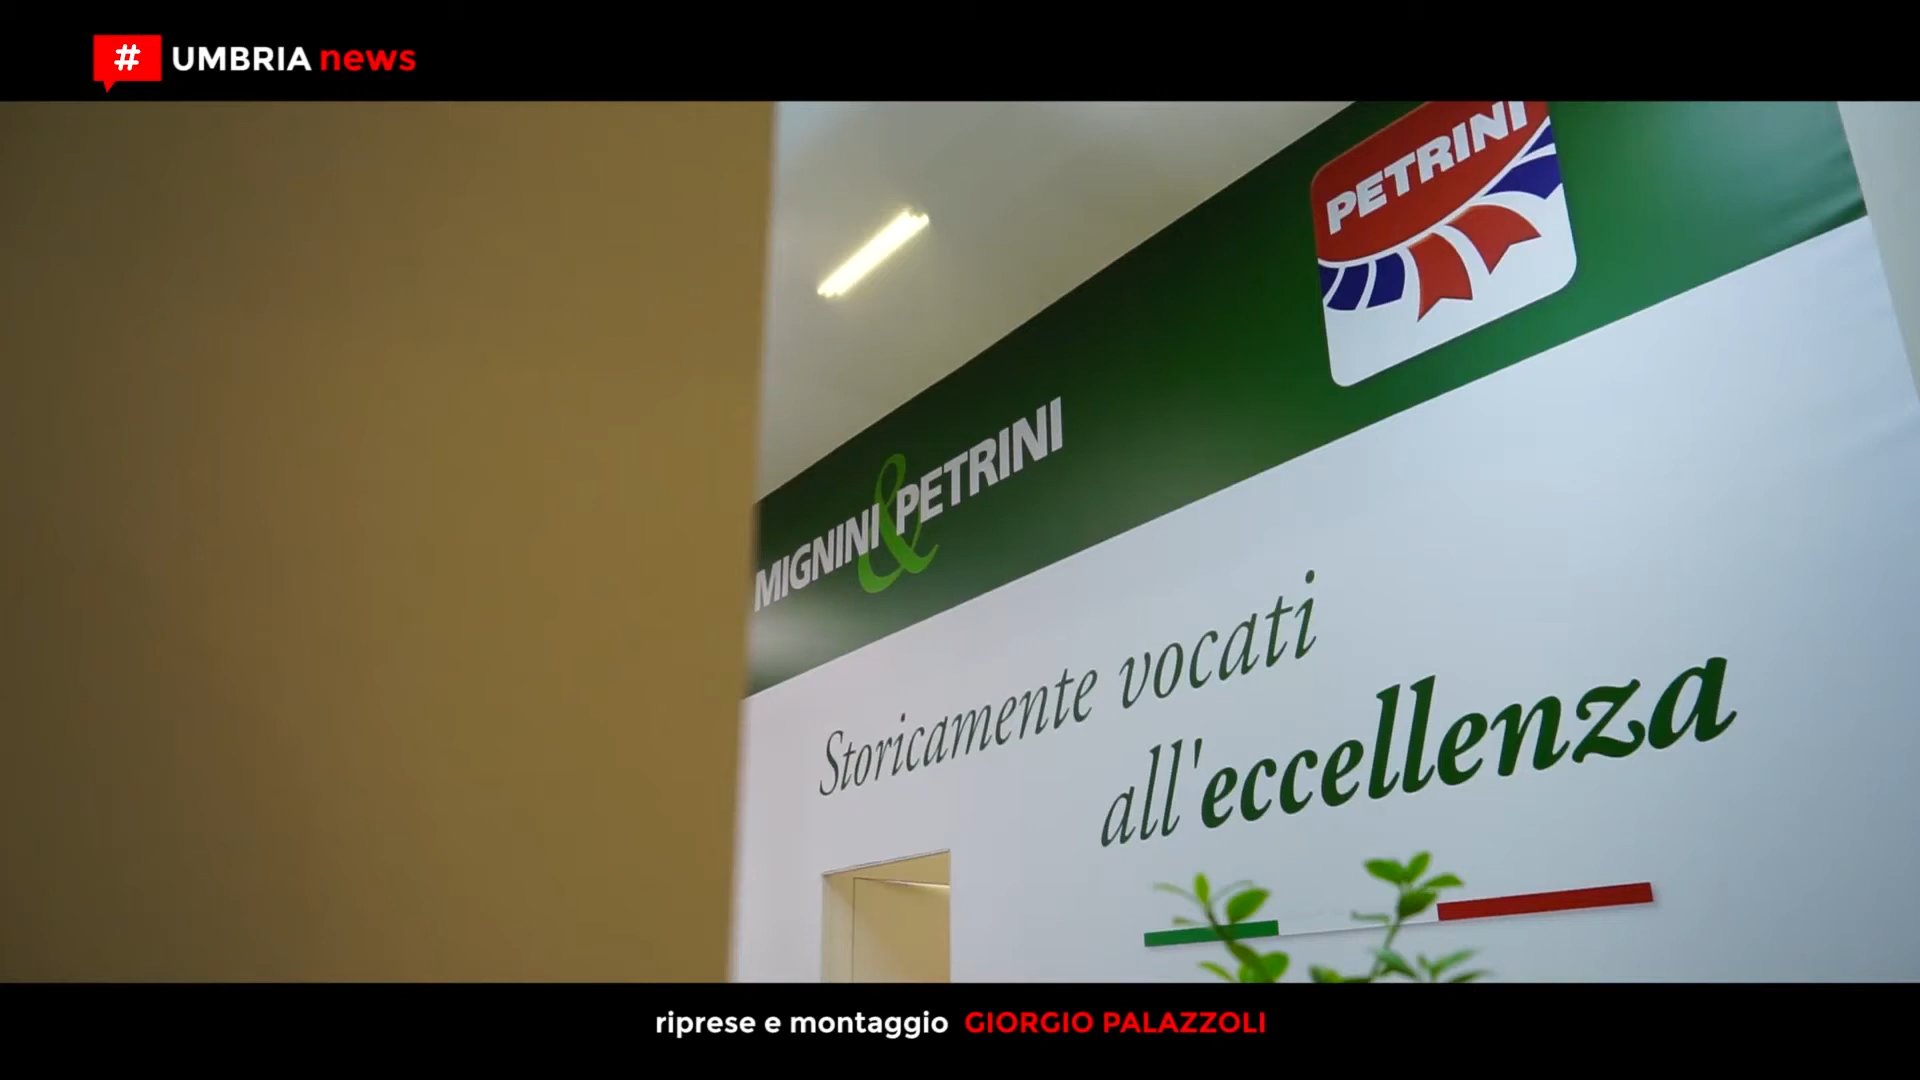 # UMBRIA news
PETRINI
MIGNINI & PETRINI
Storicamente vocati
all'eccellenza
riprese e montaggio GIORGIO PALAZZOLI